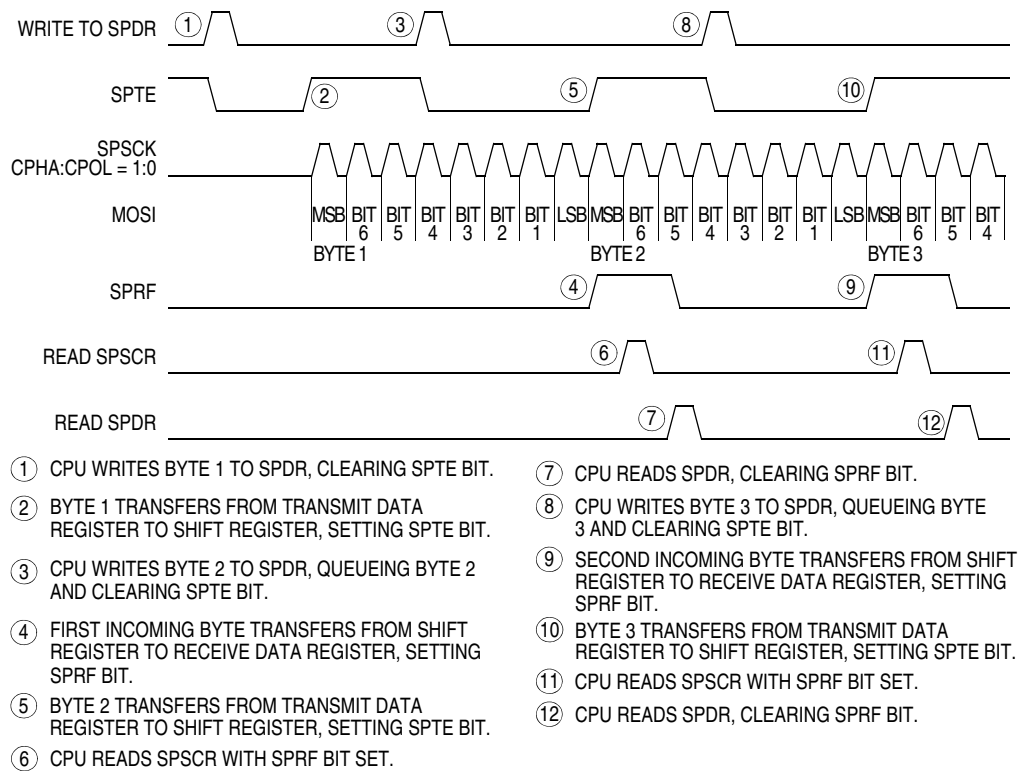 WRITE TO SPDR
1
3
8
SPTE
2
5
10
SPSCK
CPHA:CPOL = 1:0
MOSI
MSB BIT 6 BIT 5 BIT 4 BIT 3 BIT 2 BIT 1 LSB MSB BIT 6 BIT 5 BIT 4 BIT 3 BIT 2 BIT 1 LSB MSB BIT 6 BIT 5 BIT 4
BYTE 1 BYTE 2 BYTE 3
SPRF
4
9
READ SPSCR
6
11
READ SPDR
7
12
1 CPU WRITES BYTE 1 TO SPDR, CLEARING SPTE BIT.
2 BYTE 1 TRANSFERS FROM TRANSMIT DATA
REGISTER TO SHIFT REGISTER, SETTING SPTE BIT.
3 CPU WRITES BYTE 2 TO SPDR, QUEUEING BYTE 2
AND CLEARING SPTE BIT.
4 FIRST INCOMING BYTE TRANSFERS FROM SHIFT
REGISTER TO RECEIVE DATA REGISTER, SETTING
SPRF BIT.
5 BYTE 2 TRANSFERS FROM TRANSMIT DATA
REGISTER TO SHIFT REGISTER, SETTING SPTE BIT.
6 CPU READS SPSCR WITH SPRF BIT SET.
7 CPU READS SPDR, CLEARING SPRF BIT.
8 CPU WRITES BYTE 3 TO SPDR, QUEUEING BYTE
3 AND CLEARING SPTE BIT.
9 SECOND INCOMING BYTE TRANSFERS FROM SHIFT
REGISTER TO RECEIVE DATA REGISTER, SETTING
SPRF BIT.
10 BYTE 3 TRANSFERS FROM TRANSMIT DATA
REGISTER TO SHIFT REGISTER, SETTING SPTE BIT.
11 CPU READS SPSCR WITH SPRF BIT SET.
12 CPU READS SPDR, CLEARING SPRF BIT.